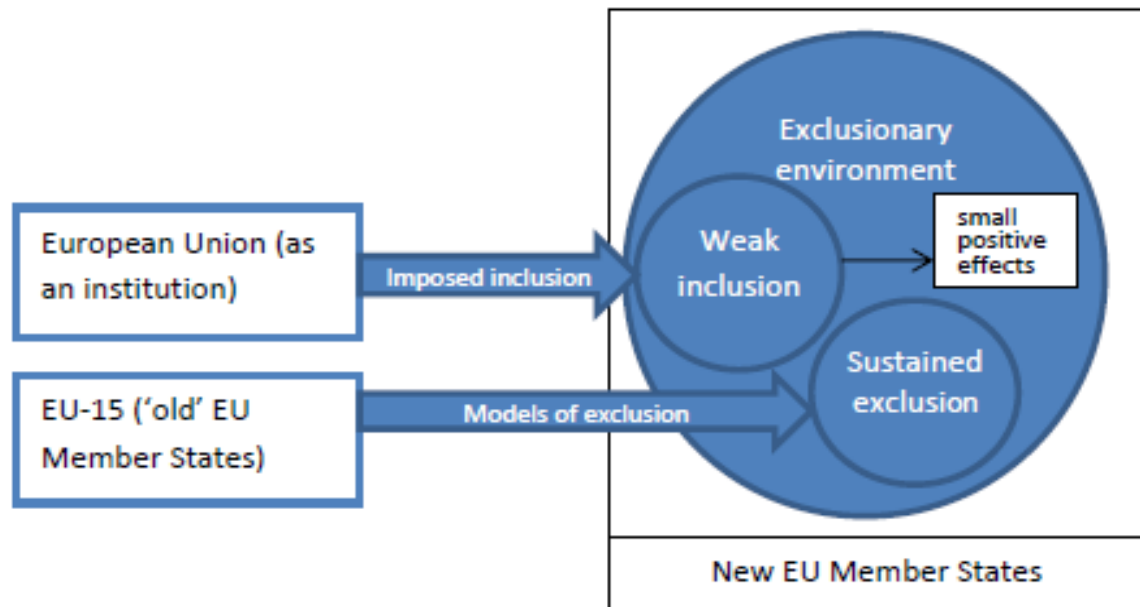 European Union (as
an institution)
Imposed inclusion
EU-15 (‘old’ EU
Member States)
Models of exclusion
Exclusionary
environment
Weak
inclusion
small
positive
effects
Sustained
exclusion
New EU Member States